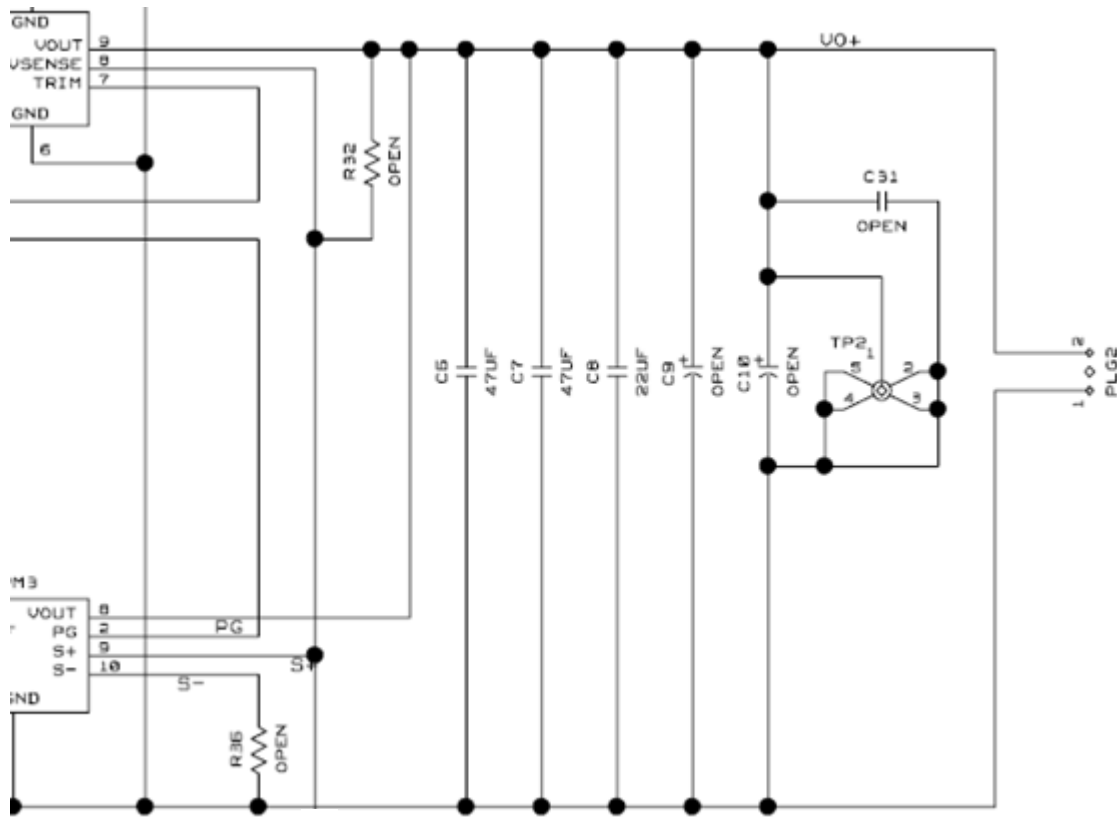 GND
VOUT 9
VSENSE 8
TRIM 7
GND
6
VO+
R32
OPEN
C31
OPEN
TP2
1
5
2
4
3
C6
47UF
C7
47UF
C8
22UF
C9
+
OPEN
C10
+
OPEN
2
1
PLG2
PM3
VOUT 8
PG 2
PG
S+ 9
S+
S- 10
S-
GND
R36
OPEN